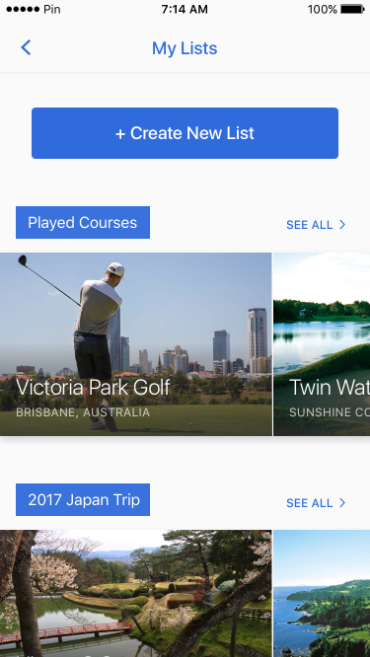 Pin 7:14 AM 100%
My Lists
+ Create New List
Played Courses
SEE ALL
Victoria Park Golf
BRISBANE, AUSTRALIA
Twin Wat
SUNSHINE CO
2017 Japan Trip
SEE ALL